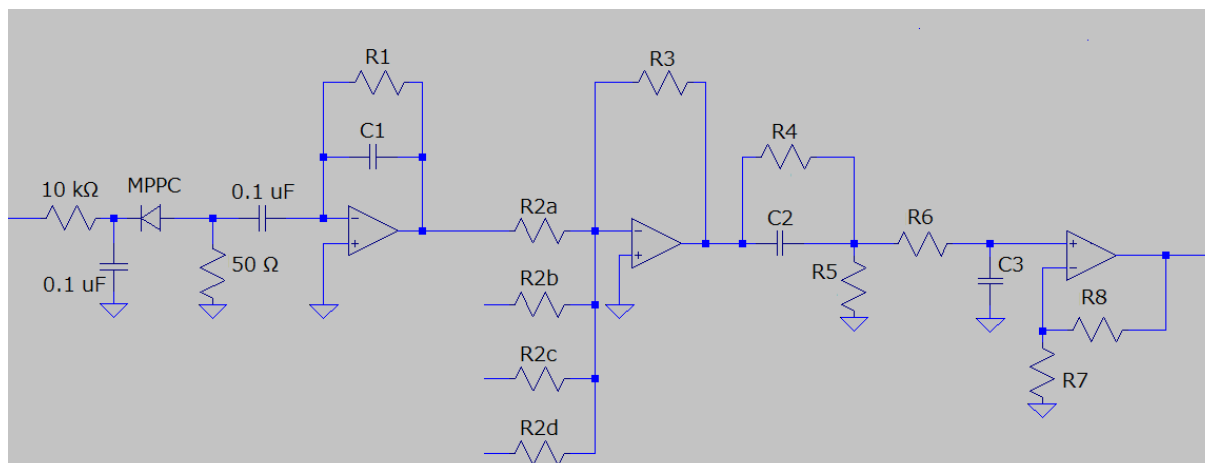 R1
C1
10 kΩ
MPPC
0.1 uF
0.1 uF
50 Ω
R2a
R2b
R2c
R2d
R3
R4
C2
R5
R6
C3
R8
R7